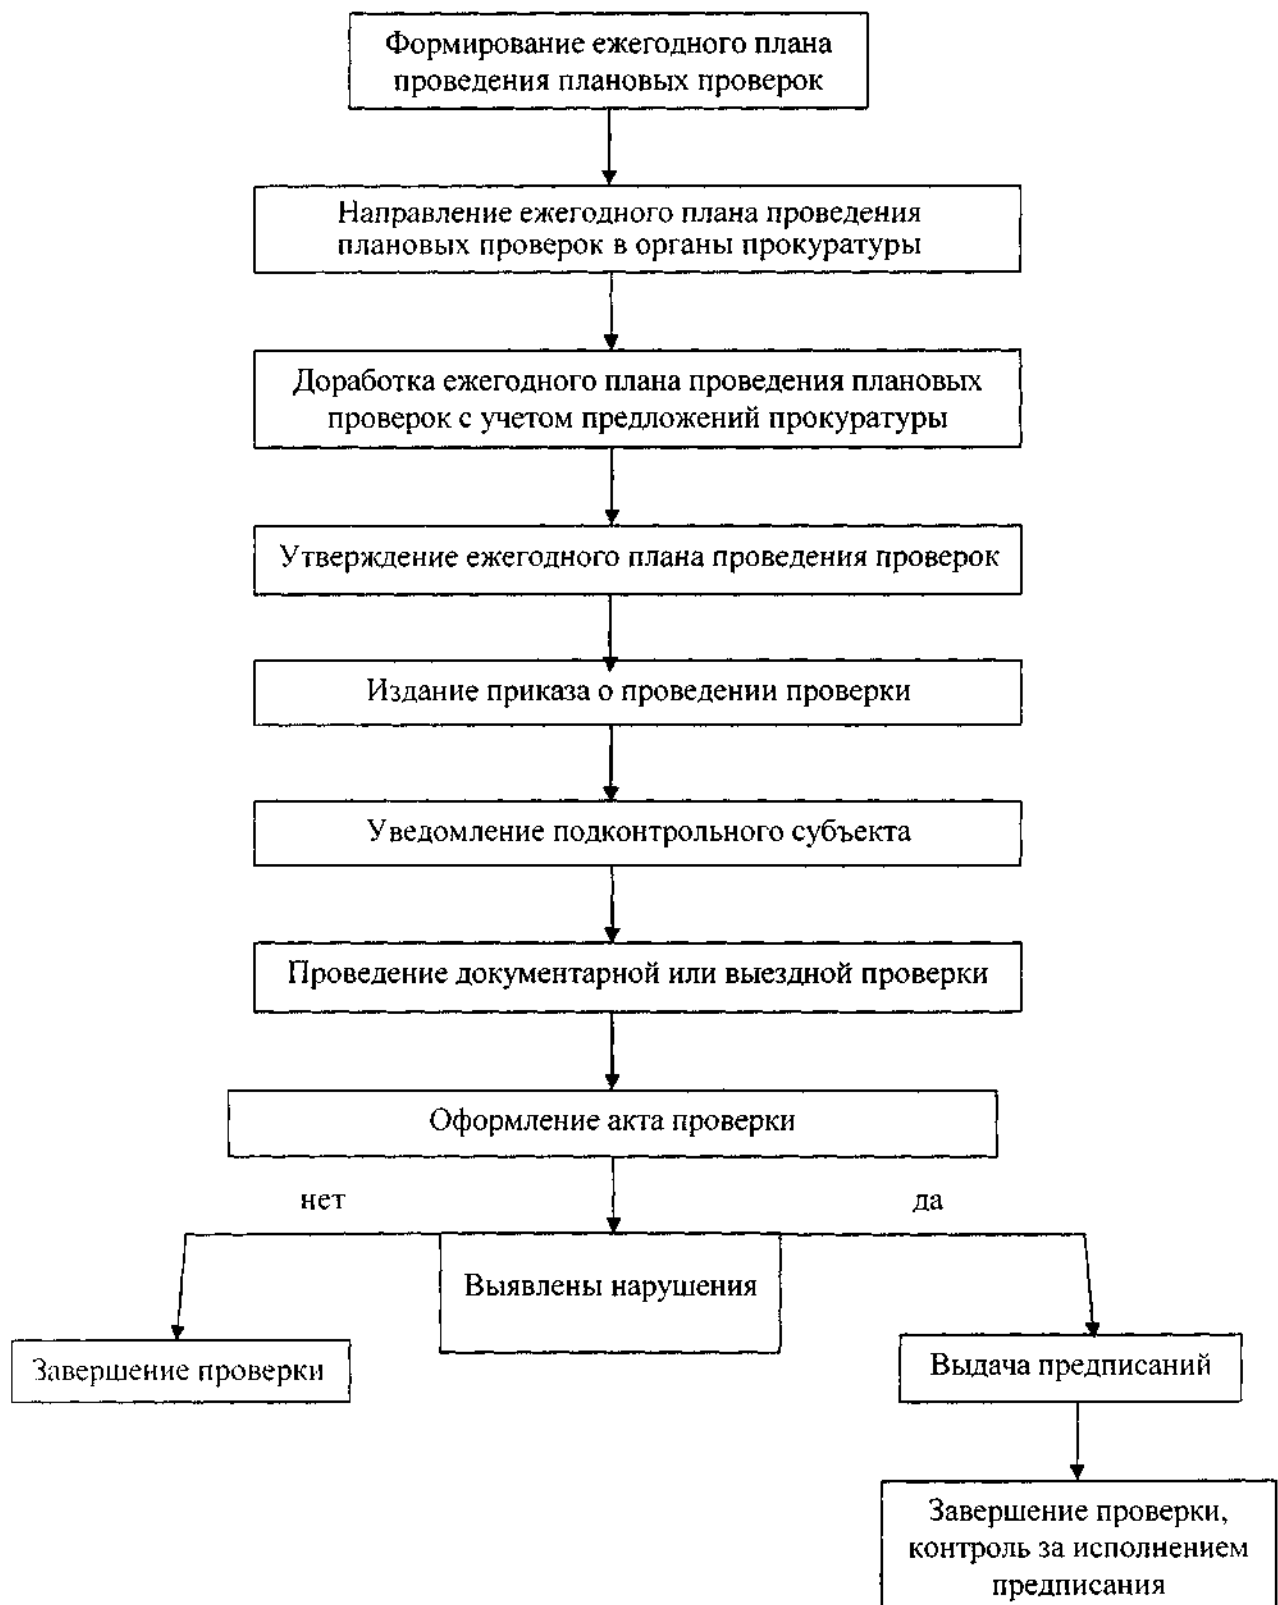 Формирование ежегодного плана
проведения плановых проверок
Направление ежегодного плана проведения
плановых проверок в органы прокуратуры
Доработка ежегодного плана проведения плановых
проверок с учетом предложений прокуратуры
Утверждение ежегодного плана проведения проверок
Издание приказа о проведении проверки
Уведомление подконтрольного субъекта
Проведение документарной или выездной проверки
Оформление акта проверки
нет
да
Выявлены нарушения
Завершение проверки
Выдача предписаний
Завершение проверки,
контроль за исполнением
предписания